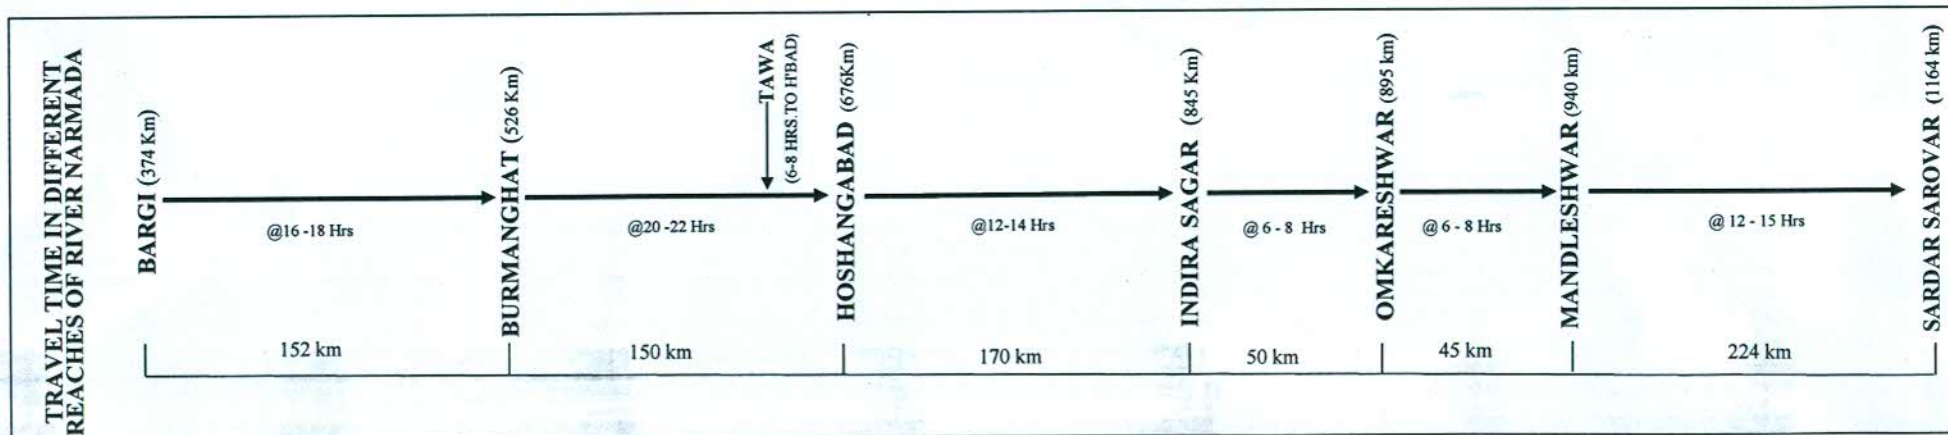 TRAVEL TIME IN DIFFERENT
REACHES OF RIVER NARMADA
BARGI (374 Km)
@16 -18 Hrs
152 km
BURMANGHAT (526 Km)
@20 -22 Hrs
150 km
TAWA
(6-8 HRS.TO H'BAD)
HOSHANGABAD (676Km)
@12-14 Hrs
170 km
INDIRA SAGAR (845 Km)
@ 6 - 8 Hrs
50 km
OMKARESHWAR (895 km)
@ 6 - 8 Hrs
45 km
MANDLESHWAR (940 km)
@ 12 - 15 Hrs
224 km
SARDAR SAROVAR (1164 km)